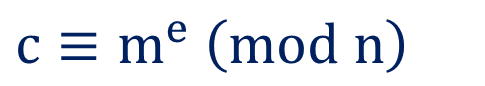 c ≡ mᵉ (mod n)